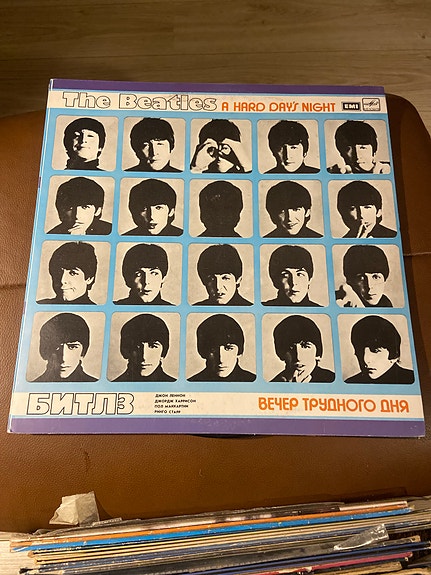 The Beatles A HARD DAY'S NIGHT EMI
БИТЛЗ
ДЖОН ЛЕННОН
ДЖОРДЖ ХАРРИСОН
ПОЛ МАККАРТНИ
РИНГО СТАРР
ВЕЧЕР ТРУДНОГО ДНЯ